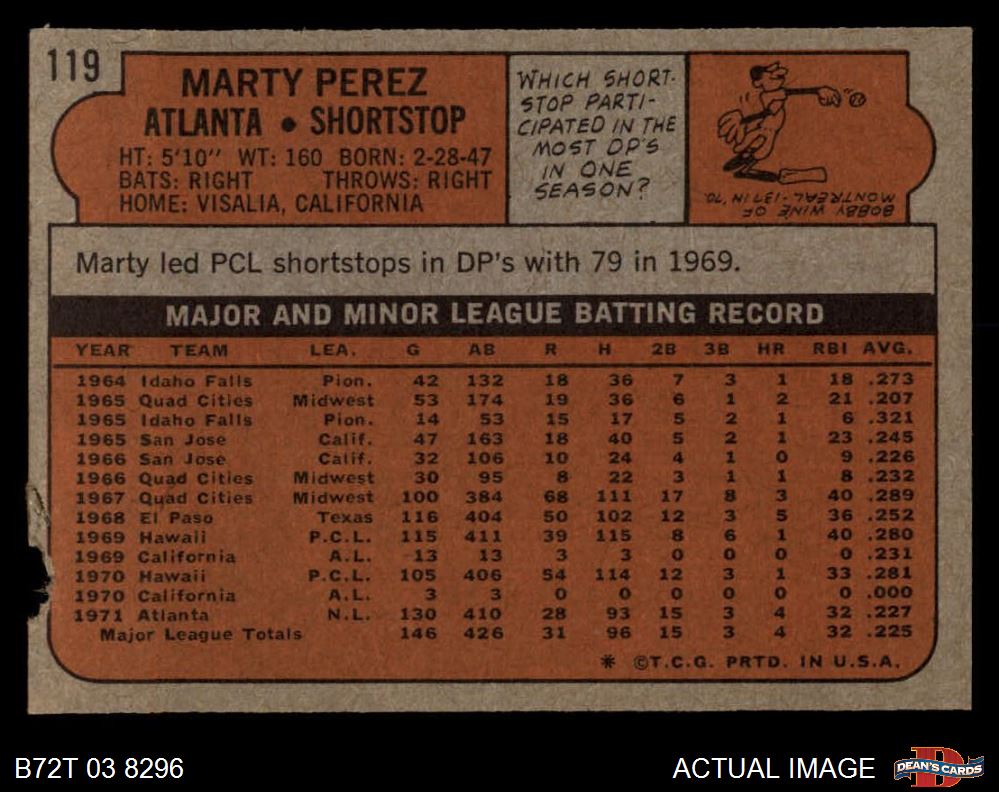 119
MARTY PEREZ
ATLANTA • SHORTSTOP
HT: 5'10" WT: 160 BORN: 2-28-47
BATS: RIGHT THROWS: RIGHT
HOME: VISALIA, CALIFORNIA
WHICH SHORT-
STOP PARTI-
CIPATED IN THE
MOST DP'S
IN ONE
SEASON?
BOBBY WINE OF
MONTREAL - 137 IN '70.
Marty led PCL shortstops in DP's with 79 in 1969.
MAJOR AND MINOR LEAGUE BATTING RECORD
YEAR TEAM LEA. G AB R H 2B 3B HR RBI AVG.
1964 Idaho Falls Pion. 42 132 18 36 7 3 1 18 .273
1965 Quad Cities Midwest 53 174 19 36 6 1 2 21 .207
1965 Idaho Falls Pion. 14 53 15 17 5 2 1 6 .321
1965 San Jose Calif. 47 163 18 40 5 2 1 23 .245
1966 San Jose Calif. 32 106 10 24 4 1 0 9 .226
1966 Quad Cities Midwest 30 95 8 22 3 1 1 8 .232
1967 Quad Cities Midwest 100 384 68 111 17 8 3 40 .289
1968 El Paso Texas 116 404 50 102 12 3 5 36 .252
1969 Hawaii P.C.L. 115 411 39 115 8 6 1 40 .280
1969 California A.L. 13 13 3 3 0 0 0 0 .231
1970 Hawaii P.C.L. 105 406 54 114 12 3 1 33 .281
1970 California A.L. 3 3 0 0 0 0 0 0 .000
1971 Atlanta N.L. 130 410 28 93 15 3 4 32 .227
Major League Totals 146 426 31 96 15 3 4 32 .225
* ©T.C.G. PRTD. IN U.S.A.
B72T 03 8296
ACTUAL IMAGE
D
DEAN'S CARDS